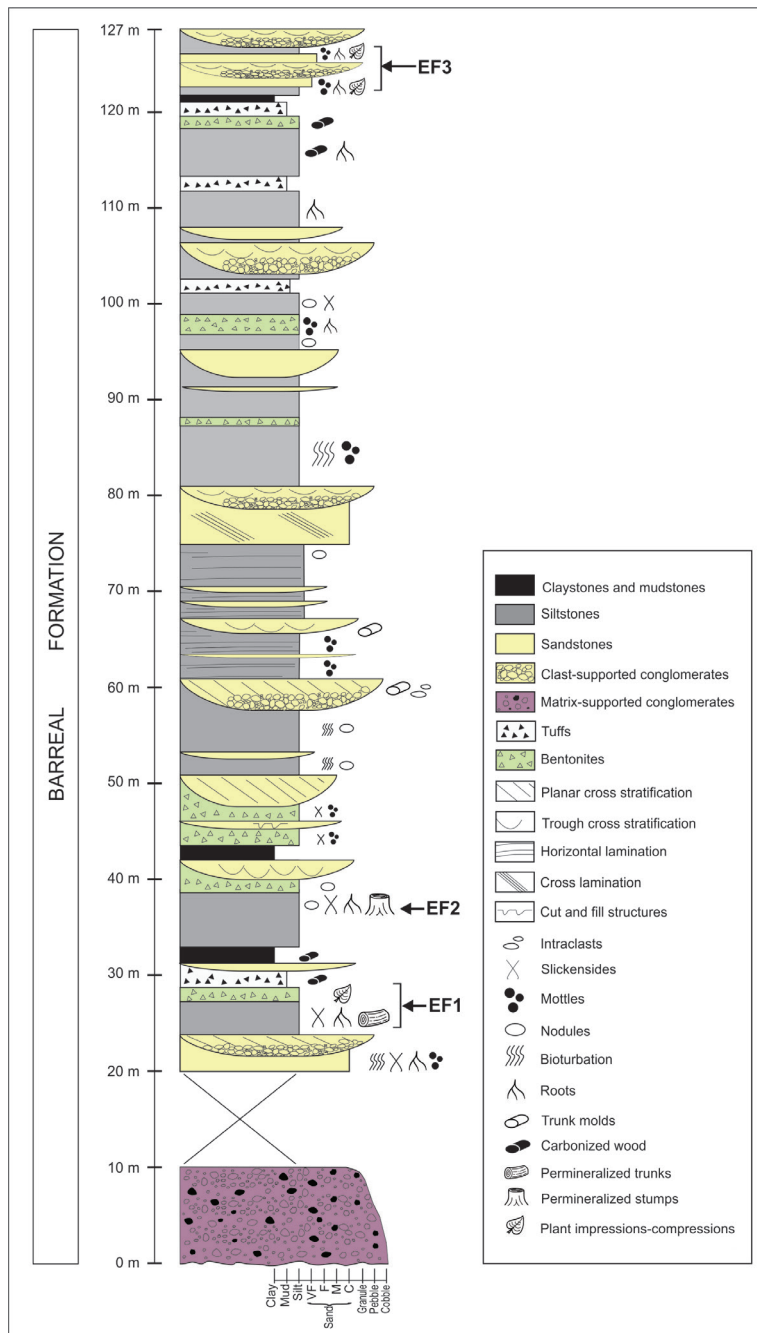 127 m
120 m
110 m
100 m
90 m
80 m
70 m
60 m
50 m
40 m
30 m
20 m
10 m
0 m
BARREAL FORMATION
EF3
EF2
EF1
Clay
Mud
Silt
VF
F
M
C
Sand
Granule
Pebble
Cobble
Claystones and mudstones
Siltstones
Sandstones
Clast-supported conglomerates
Matrix-supported conglomerates
Tuffs
Bentonites
Planar cross stratification
Trough cross stratification
Horizontal lamination
Cross lamination
Cut and fill structures
Intraclasts
Slickensides
Mottles
Nodules
Bioturbation
Roots
Trunk molds
Carbonized wood
Permineralized trunks
Permineralized stumps
Plant impressions-compressions